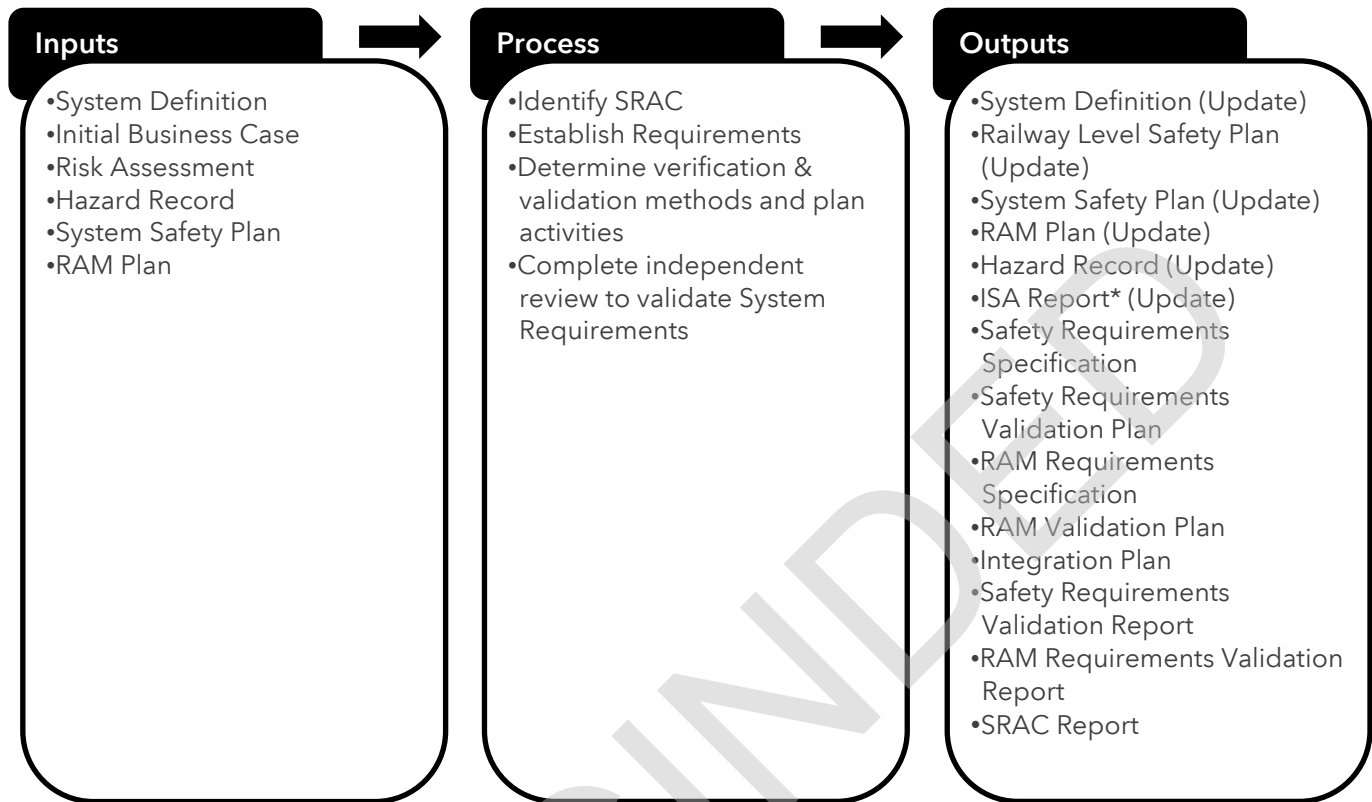 Inputs
•System Definition
•Initial Business Case
•Risk Assessment
•Hazard Record
•System Safety Plan
•RAM Plan
Process
•Identify SRAC
•Establish Requirements
•Determine verification &
validation methods and plan
activities
•Complete independent
review to validate System
Requirements
Outputs
•System Definition (Update)
•Railway Level Safety Plan
(Update)
•System Safety Plan (Update)
•RAM Plan (Update)
•Hazard Record (Update)
•ISA Report* (Update)
•Safety Requirements
Specification
•Safety Requirements
Validation Plan
•RAM Requirements
Specification
•RAM Validation Plan
•Integration Plan
•Safety Requirements
Validation Report
•RAM Requirements Validation
Report
•SRAC Report